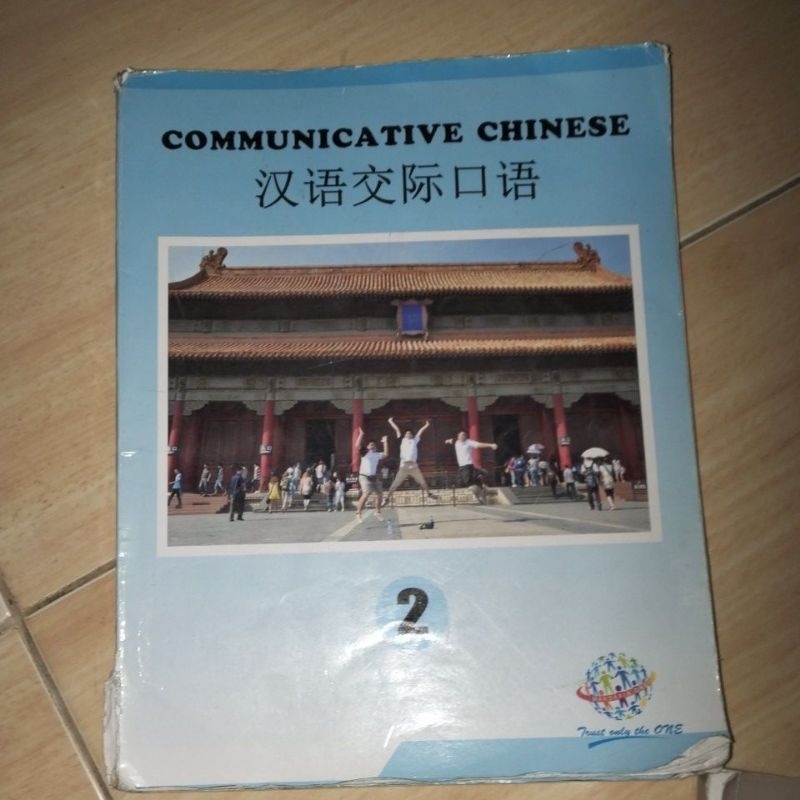 COMMUNICATIVE CHINESE
汉语交际口语
2
Trust only the ONE